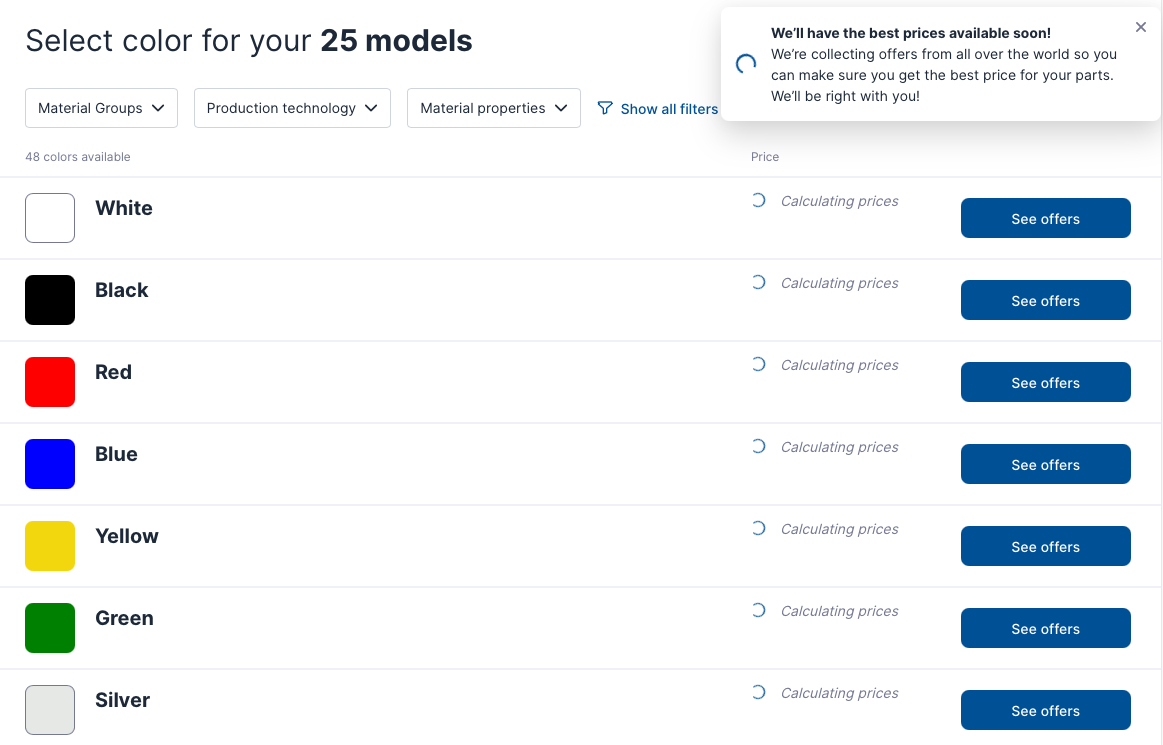 Select color for your 25 models
We’ll have the best prices available soon!
We’re collecting offers from all over the world so you
can make sure you get the best price for your parts.
We’ll be right with you!
Material Groups
Production technology
Material properties
Show all filters
48 colors available
Price
White
Calculating prices
See offers
Black
Calculating prices
See offers
Red
Calculating prices
See offers
Blue
Calculating prices
See offers
Yellow
Calculating prices
See offers
Green
Calculating prices
See offers
Silver
Calculating prices
See offers